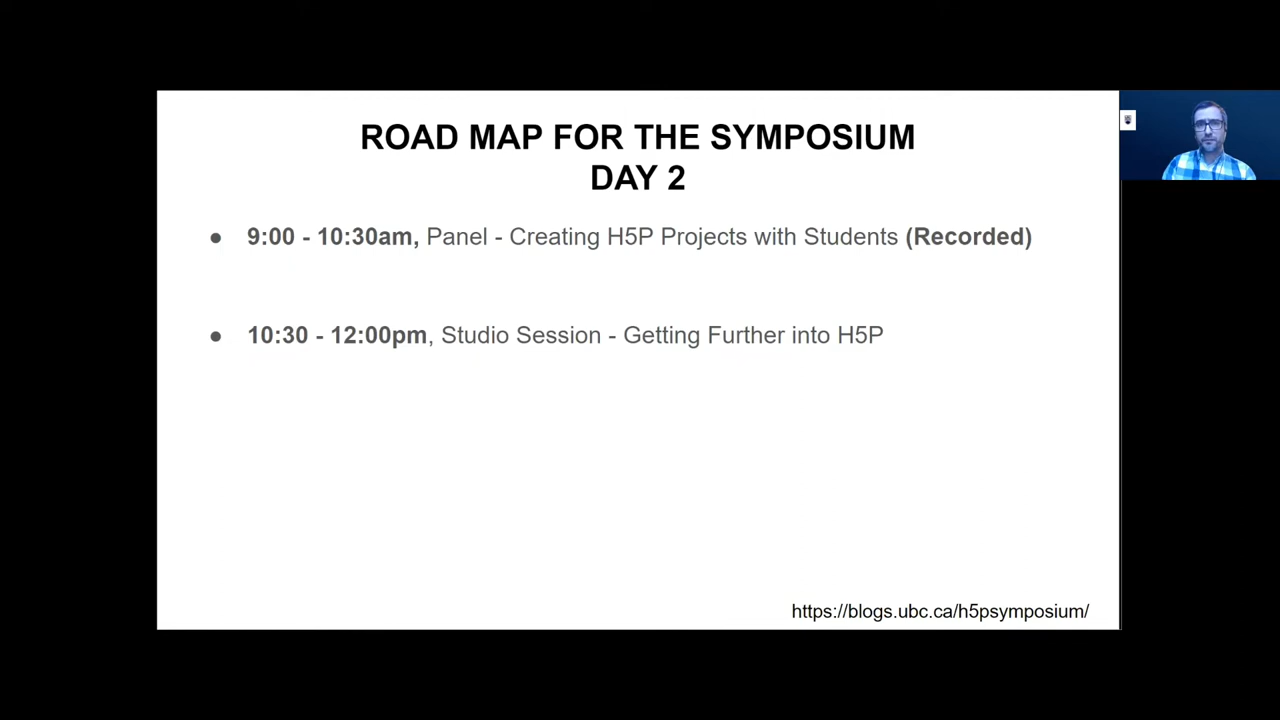 ROAD MAP FOR THE SYMPOSIUM
DAY 2
● 9:00 - 10:30am, Panel - Creating H5P Projects with Students (Recorded)
● 10:30 - 12:00pm, Studio Session - Getting Further into H5P
https://blogs.ubc.ca/h5psymposium/